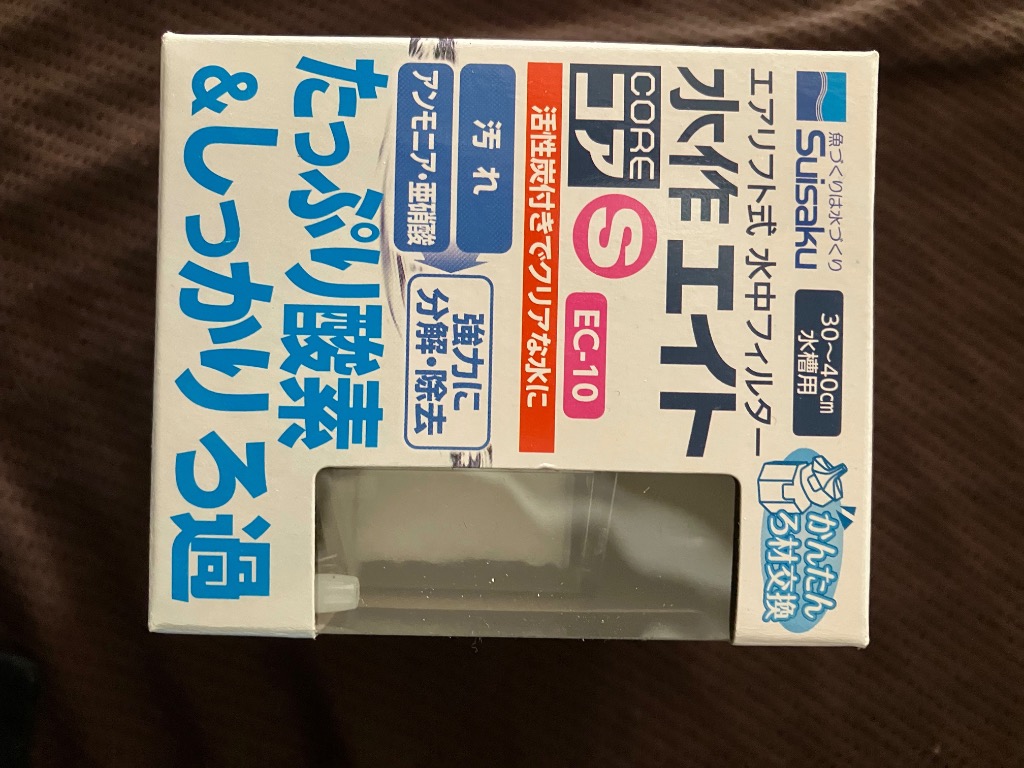 魚づくりは水づくり
Suisaku
30〜40cm
水槽用
エアリフト式 水中フィルター
水作エイト
CORE
コア
S
EC-10
活性炭付きでクリアな水に
汚れ
アンモニア・亜硝酸
強力に
分解・除去
たっぷり酸素
&しっかりろ過
かんたん
ろ材交換